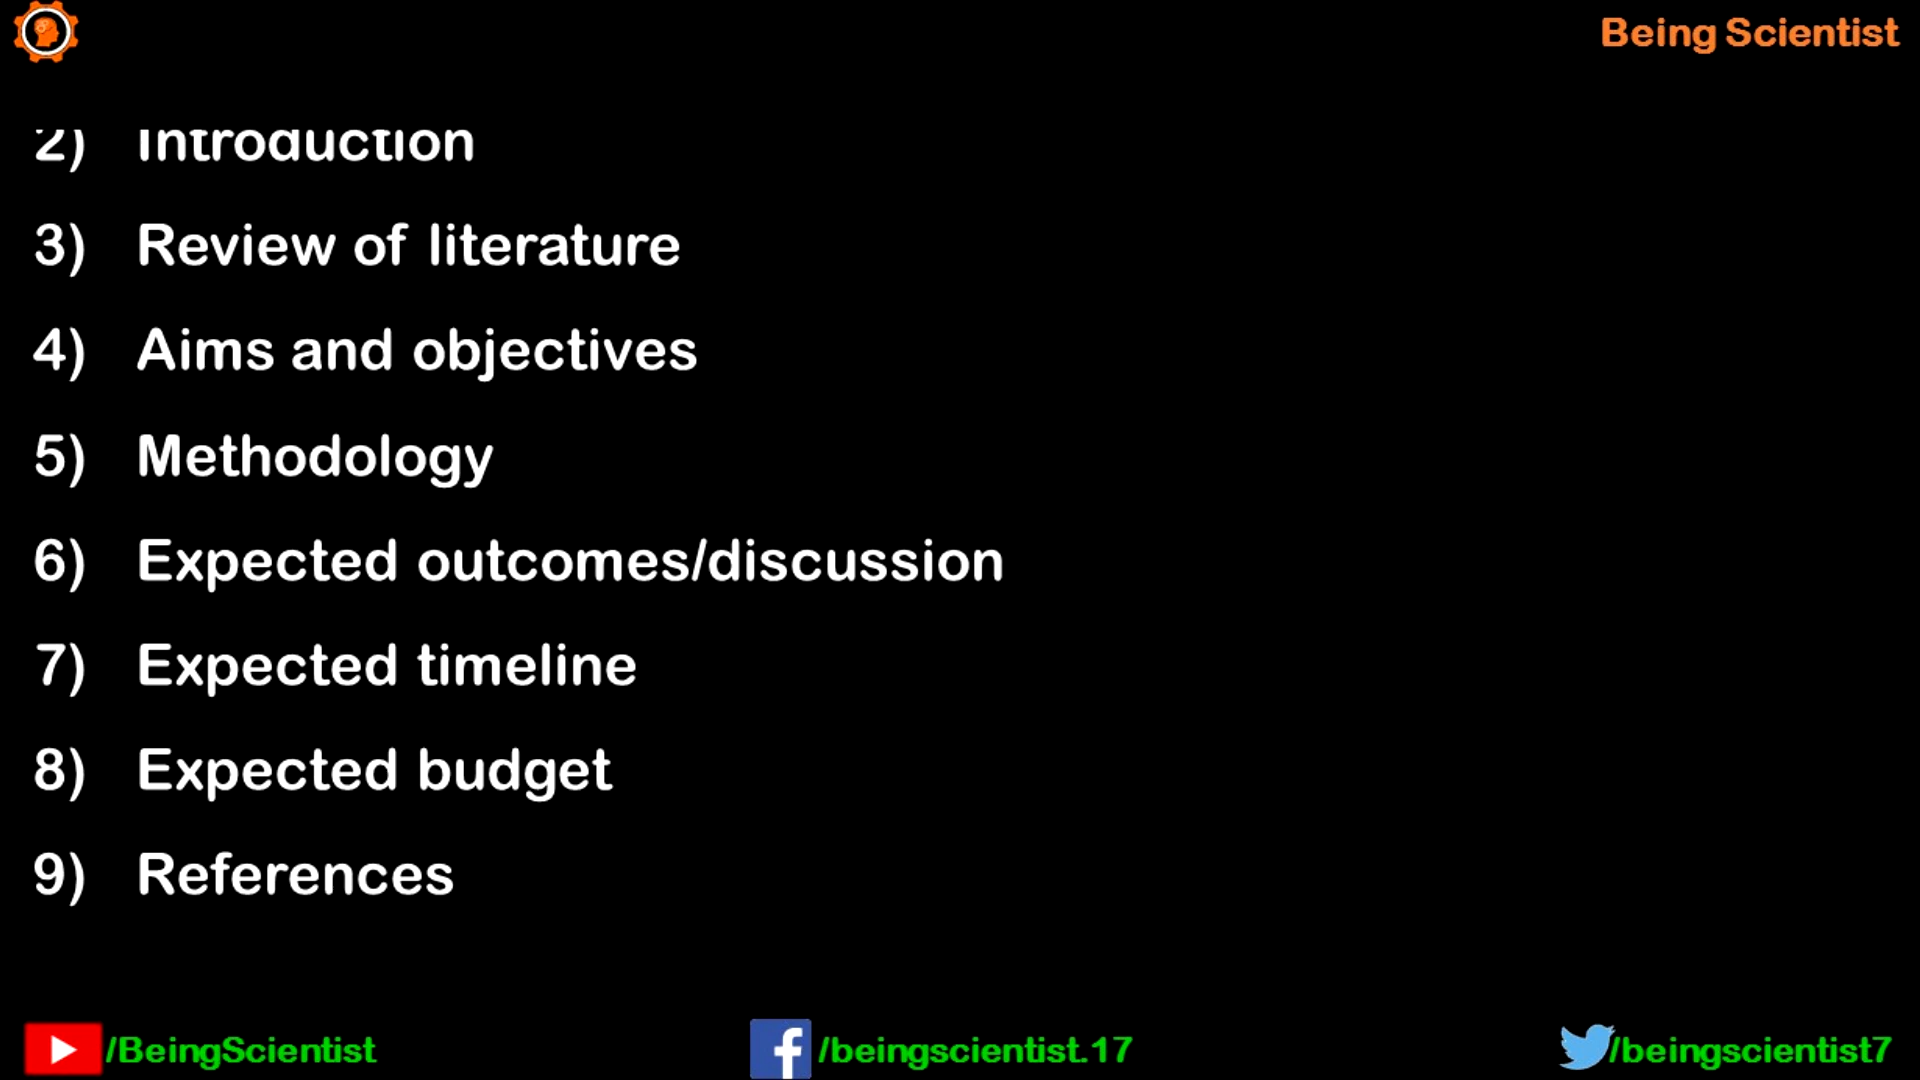 Being Scientist
2) Introduction
3) Review of literature
4) Aims and objectives
5) Methodology
6) Expected outcomes/discussion
7) Expected timeline
8) Expected budget
9) References
/BeingScientist
/beingscientist.17
/beingscientist7